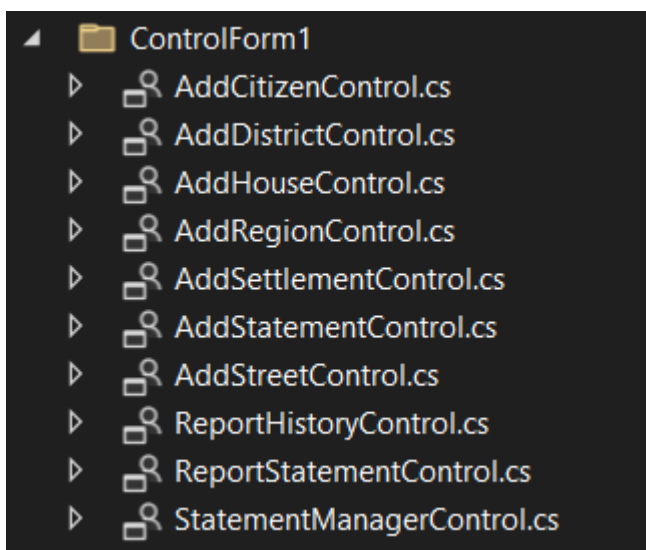 ControlForm1
AddCitizenControl.cs
AddDistrictControl.cs
AddHouseControl.cs
AddRegionControl.cs
AddSettlementControl.cs
AddStatementControl.cs
AddStreetControl.cs
ReportHistoryControl.cs
ReportStatementControl.cs
StatementManagerControl.cs